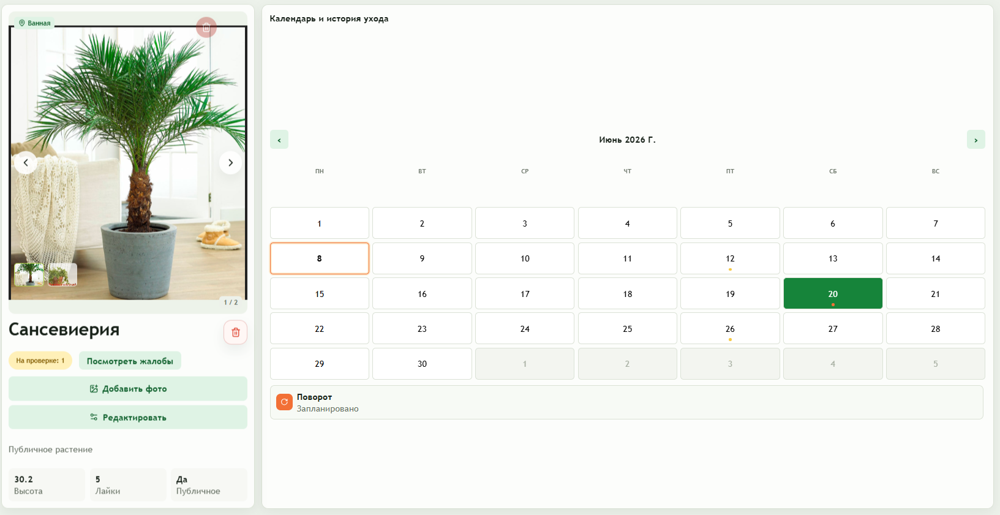 Ванная
1 / 2
Сансевиерия
На проверке: 1
Посмотреть жалобы
Добавить фото
Редактировать
Публичное растение
30.2
Высота
5
Лайки
Да
Публичное
Календарь и история ухода
‹ Июнь 2026 Г. ›
ПН ВТ СР ЧТ ПТ СБ ВС
1 2 3 4 5 6 7
8 9 10 11 12 13 14
15 16 17 18 19 20 21
22 23 24 25 26 27 28
29 30 1 2 3 4 5
Поворот
Запланировано